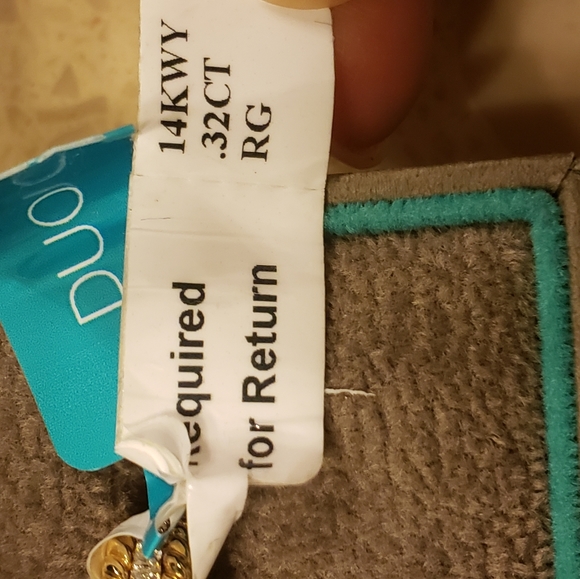 14KWY
.32CT
RG
Required
for Return
DUO